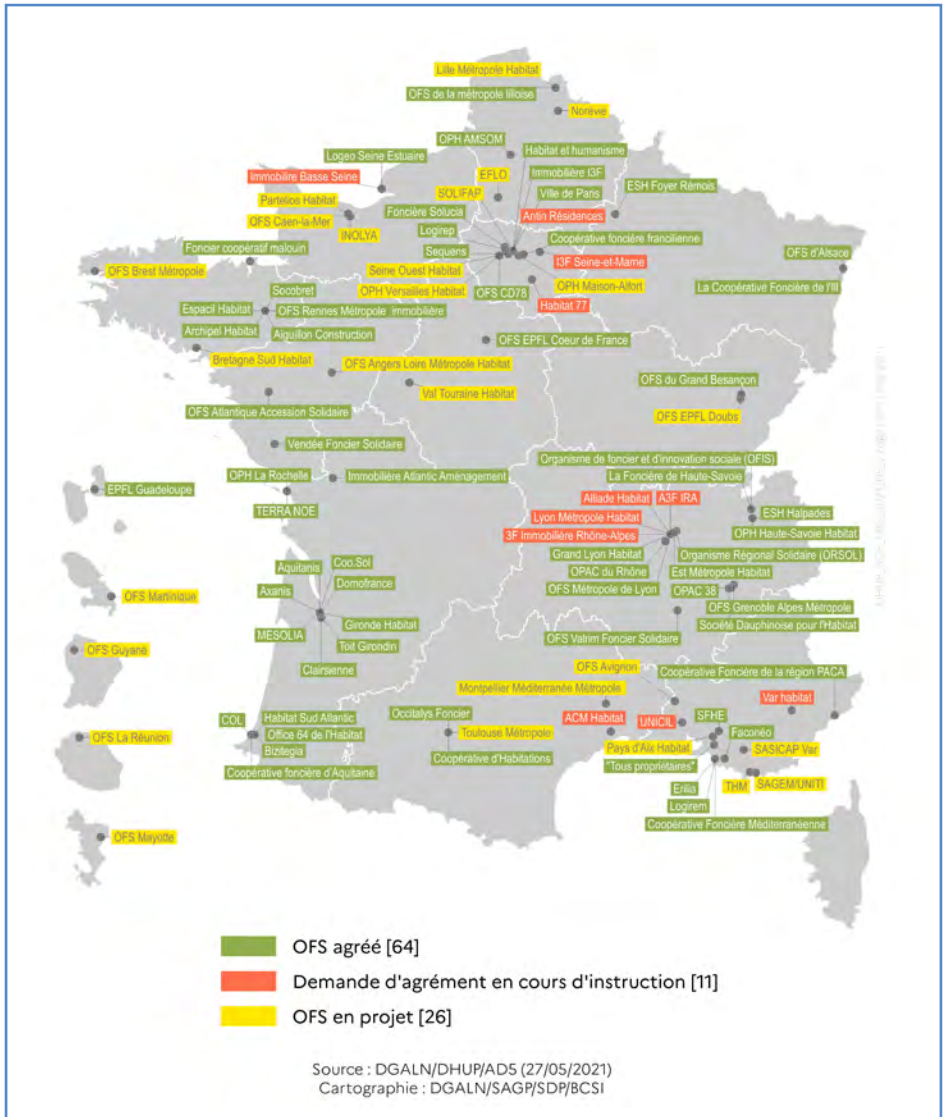 Lille Métropole Habitat
OFS de la métropole lilloise
Norévie
OPH AMSOM
Habitat et humanisme
Logeo Seine Estuaire
Immobilière I3F
EFLO
Immobilire Basse Seine
SOLIFAP
Ville de Paris
ESH Foyer Rémois
Partelios Habitat
Foncière Solucia
Antin Résidences
OFS Caen-la-Mer
Logirep
Coopérative foncière francilienne
INOLYA
Foncier coopératif malouin
Sequens
I3F Seine-et-Marne
OFS d'Alsace
OFS Brest Métropole
Seine Ouest Habitat
OPH Maison-Alfort
La Coopérative Foncière de l'Ill
OPH Versailles Habitat
OFS CD78
Habitat 77
Socobret
Espacil Habitat
OFS Rennes Métropole
immobilière
Archipel Habitat
Aiguillon Construction
OFS EPFL Coeur de France
Bretagne Sud Habitat
OFS Angers Loire Métropole Habitat
OFS du Grand Besançon
Val Touraine Habitat
OFS Atlantique Accession Solidaire
OFS EPFL Doubs
Vendée Foncier Solidaire
Organisme de foncier et d'innovation sociale (OFIS)
OPH La Rochelle
Immobilière Atlantic Aménagement
La Foncière de Haute-Savoie
EPFL Guadeloupe
Alliade Habitat
A3F IRA
TERRA NOE
Lyon Métropole Habitat
ESH Halpades
3F Immobilière Rhône-Alpes
OPH Haute-Savoie Habitat
Grand Lyon Habitat
Organisme Régional Solidaire (ORSOL)
Aquitanis
Coo.Sol
OPAC du Rhône
Est Métropole Habitat
Axanis
Domofrance
OFS Métropole de Lyon
OPAC 38
OFS Martinique
OFS Grenoble Alpes Métropole
Gironde Habitat
Société Dauphinoise pour l'Habitat
MESOLIA
Toit Girondin
OFS Valrim Foncier Solidaire
OFS Guyane
Clairsienne
OFS Avignon
Coopérative Foncière de la région PACA
Montpellier Méditerranée Métropole
Var habitat
COL
Habitat Sud Atlantic
Occitalys Foncier
ACM Habitat
UNICIL
SFHE
OFS La Réunion
Office 64 de l'Habitat
Toulouse Métropole
Faconéo
Bizitegia
Pays d'Aix Habitat
SASICAP Var
Coopérative foncière d'Aquitaine
Coopérative d'Habitations
"Tous propriétaires"
THM
SAGEM/UNITI
Erilia
Logirem
Coopérative Foncière Méditerranéenne
OFS Mayotte
OFS agréé [64]
Demande d'agrément en cours d'instruction [11]
OFS en projet [26]
Source : DGALN/DHUP/AD5 (27/05/2021)
Cartographie : DGALN/SAGP/SDP/BCSI